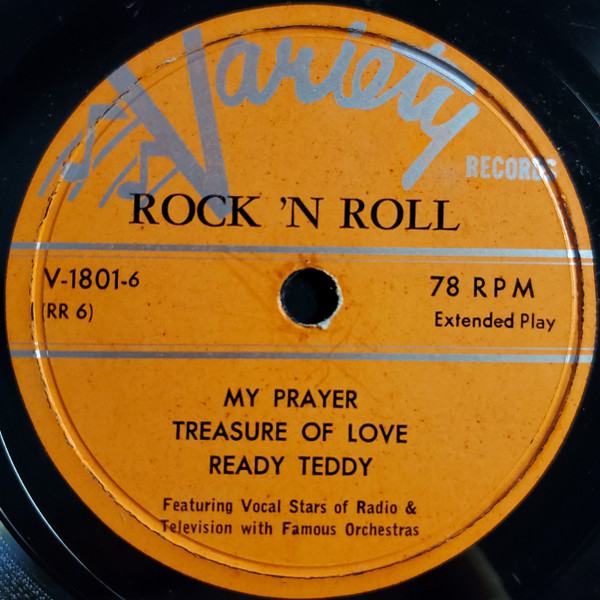 Variety
RECORDS
ROCK 'N ROLL
V-1801-6
(RR 6)
78 RPM
Extended Play
MY PRAYER
TREASURE OF LOVE
READY TEDDY
Featuring Vocal Stars of Radio &
Television with Famous Orchestras